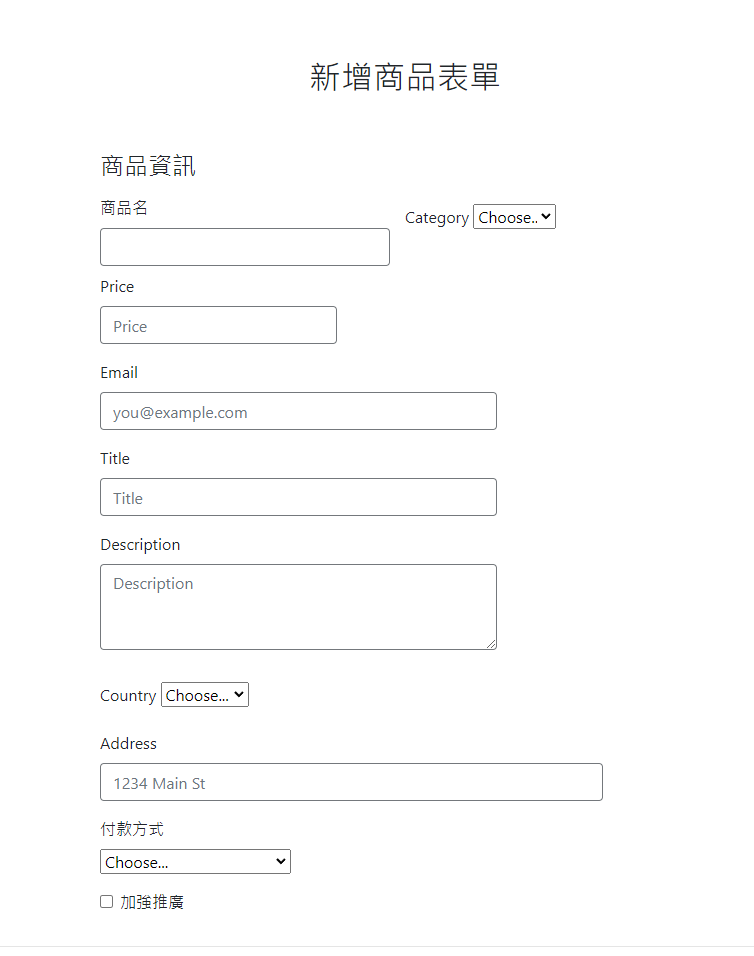 新增商品表單
商品資訊
商品名
Category Choose..
Price
Price
Email
you@example.com
Title
Title
Description
Description
Country Choose...
Address
1234 Main St
付款方式
Choose...
加強推廣